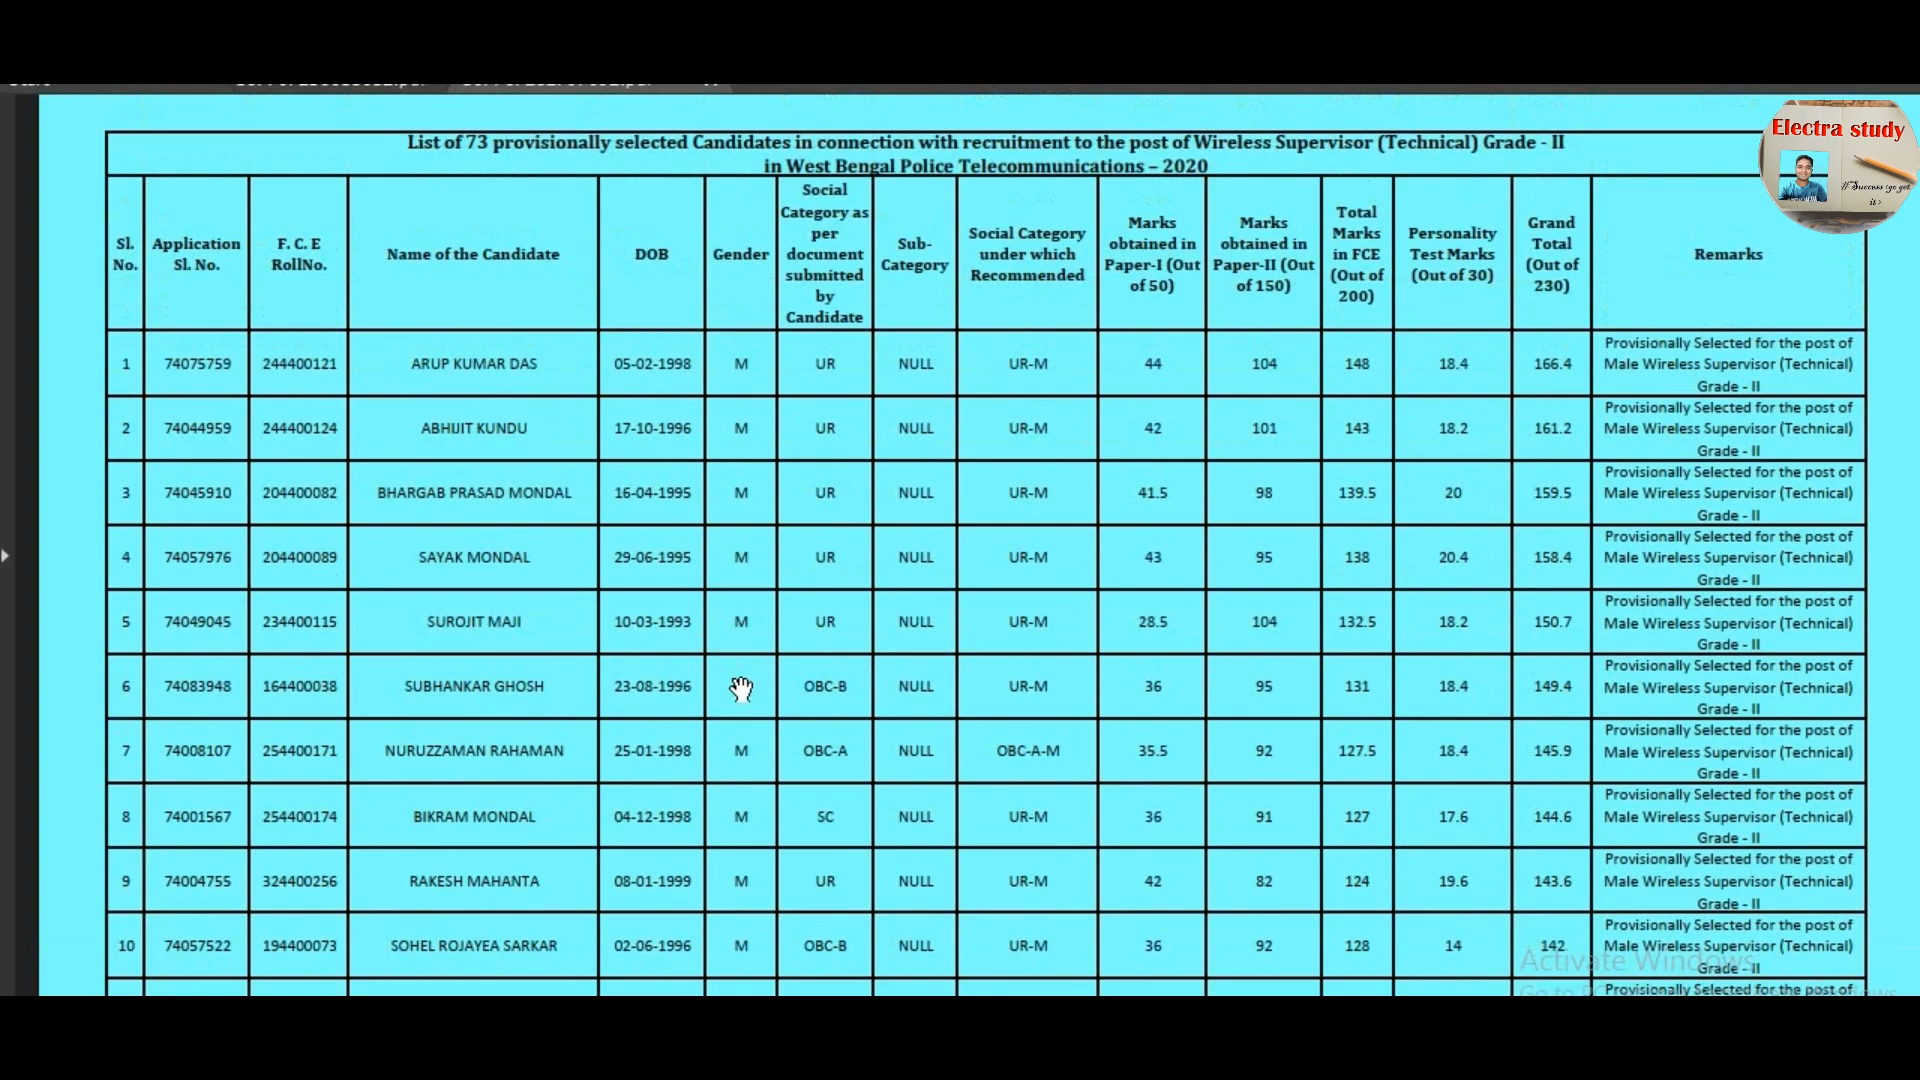 Electra study
# Success (go get
it>
List of 73 provisionally selected Candidates in connection with recruitment to the post of Wireless Supervisor (Technical) Grade - II
in West Bengal Police Telecommunications – 2020
Sl. No. Application Sl. No. F. C. E RollNo. Name of the Candidate DOB Gender Social Category as per document submitted by Candidate Sub-Category Social Category under which Recommended Marks obtained in Paper-I (Out of 50) Marks obtained in Paper-II (Out of 150) Total Marks in FCE (Out of 200) Personality Test Marks (Out of 30) Grand Total (Out of 230) Remarks
1 74075759 244400121 ARUP KUMAR DAS 05-02-1998 M UR NULL UR-M 44 104 148 18.4 166.4 Provisionally Selected for the post of Male Wireless Supervisor (Technical) Grade - II
2 74044959 244400124 ABHIJIT KUNDU 17-10-1996 M UR NULL UR-M 42 101 143 18.2 161.2 Provisionally Selected for the post of Male Wireless Supervisor (Technical) Grade - II
3 74045910 204400082 BHARGAB PRASAD MONDAL 16-04-1995 M UR NULL UR-M 41.5 98 139.5 20 159.5 Provisionally Selected for the post of Male Wireless Supervisor (Technical) Grade - II
4 74057976 204400089 SAYAK MONDAL 29-06-1995 M UR NULL UR-M 43 95 138 20.4 158.4 Provisionally Selected for the post of Male Wireless Supervisor (Technical) Grade - II
5 74049045 234400115 SUROJIT MAJI 10-03-1993 M UR NULL UR-M 28.5 104 132.5 18.2 150.7 Provisionally Selected for the post of Male Wireless Supervisor (Technical) Grade - II
6 74083948 164400038 SUBHANKAR GHOSH 23-08-1996 OBC-B NULL UR-M 36 95 131 18.4 149.4 Provisionally Selected for the post of Male Wireless Supervisor (Technical) Grade - II
7 74008107 254400171 NURUZZAMAN RAHAMAN 25-01-1998 M OBC-A NULL OBC-A-M 35.5 92 127.5 18.4 145.9 Provisionally Selected for the post of Male Wireless Supervisor (Technical) Grade - II
8 74001567 254400174 BIKRAM MONDAL 04-12-1998 M SC NULL UR-M 36 91 127 17.6 144.6 Provisionally Selected for the post of Male Wireless Supervisor (Technical) Grade - II
9 74004755 324400256 RAKESH MAHANTA 08-01-1999 M UR NULL UR-M 42 82 124 19.6 143.6 Provisionally Selected for the post of Male Wireless Supervisor (Technical) Grade - II
10 74057522 194400073 SOHEL ROJAYEA SARKAR 02-06-1996 M OBC-B NULL UR-M 36 92 128 14 142 Provisionally Selected for the post of Male Wireless Supervisor (Technical) Grade - II
Activate Windows
Provisionally Selected for the post of